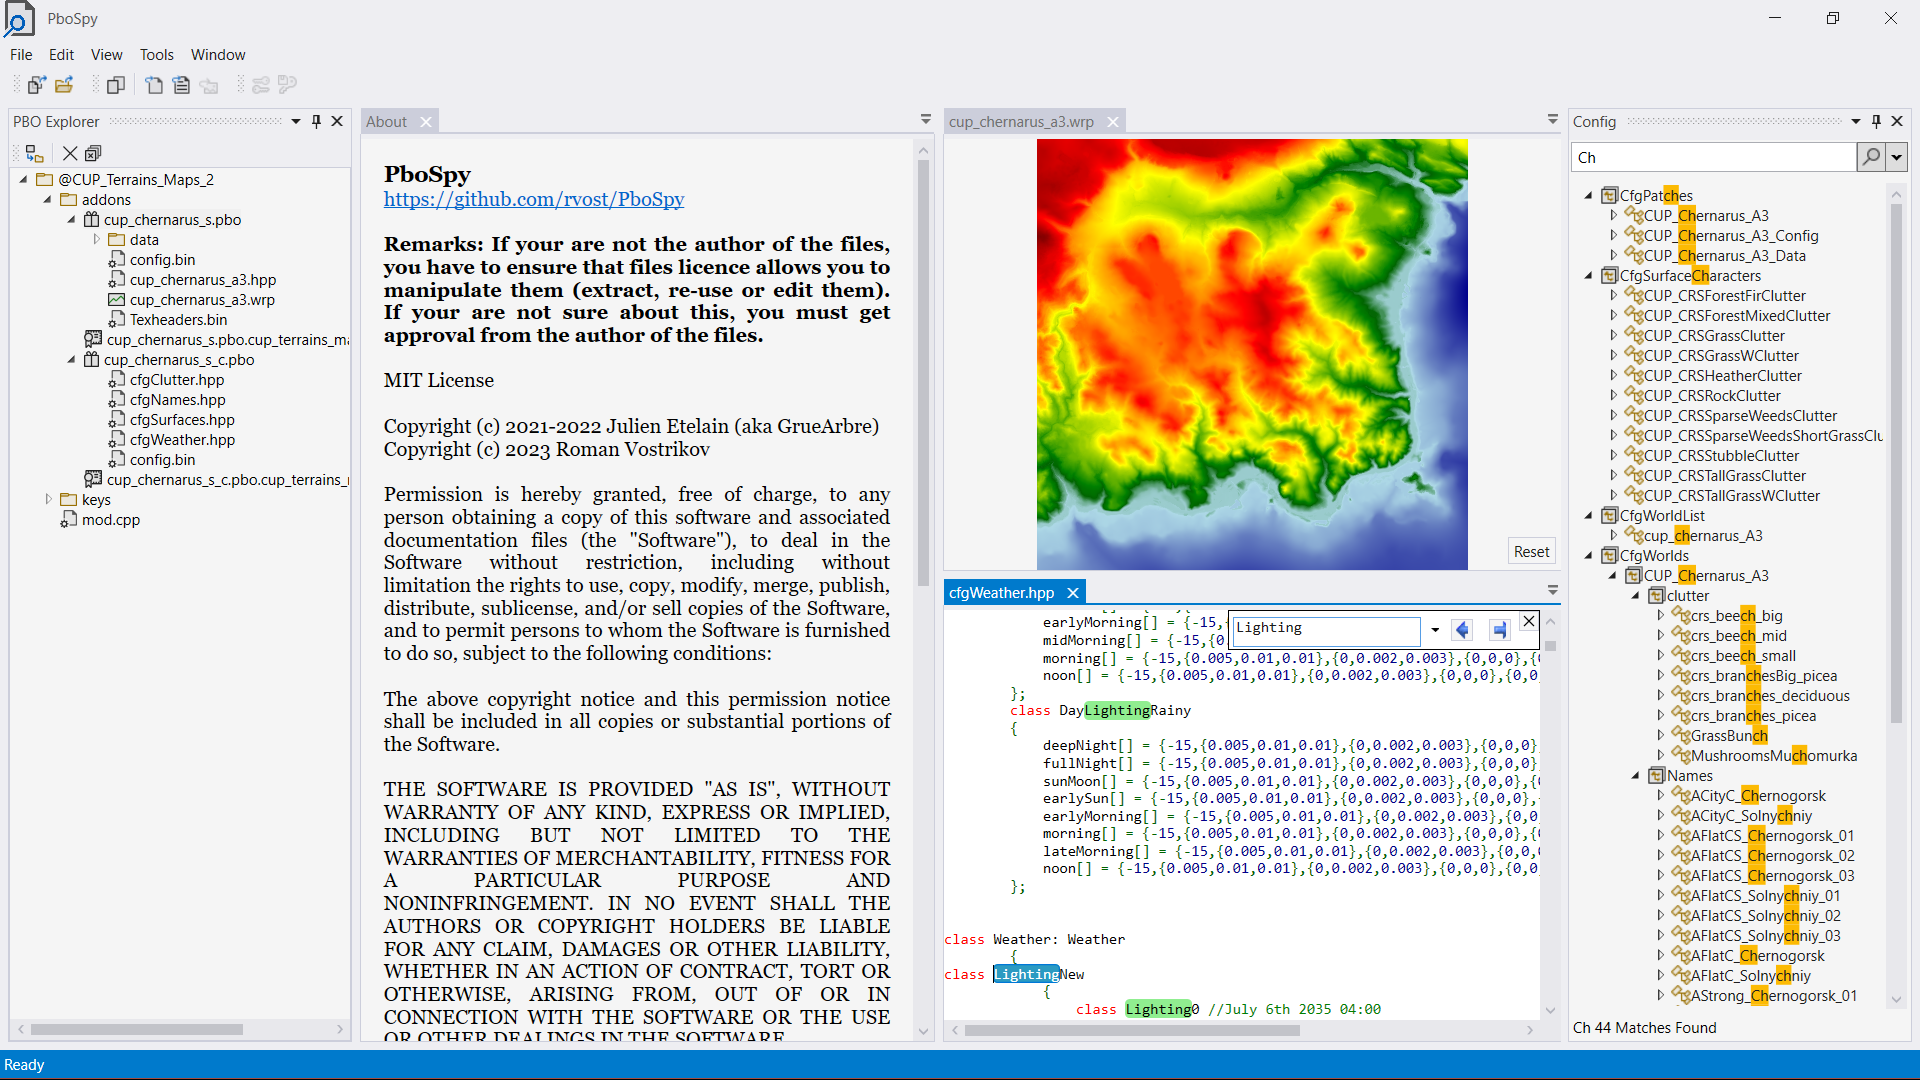 PboSpy
File Edit View Tools Window
PBO Explorer
@CUP_Terrains_Maps_2
addons
cup_chernarus_s.pbo
data
config.bin
cup_chernarus_a3.hpp
cup_chernarus_a3.wrp
Texheaders.bin
cup_chernarus_s.pbo.cup_terrains_ma
cup_chernarus_s_c.pbo
cfgClutter.hpp
cfgNames.hpp
cfgSurfaces.hpp
cfgWeather.hpp
config.bin
cup_chernarus_s_c.pbo.cup_terrains_
keys
mod.cpp
About
PboSpy
https://github.com/rvost/PboSpy
Remarks: If your are not the author of the files,
you have to ensure that files licence allows you to
manipulate them (extract, re-use or edit them).
If your are not sure about this, you must get
approval from the author of the files.
MIT License
Copyright (c) 2021-2022 Julien Etelain (aka GrueArbre)
Copyright (c) 2023 Roman Vostrikov
Permission is hereby granted, free of charge, to any
person obtaining a copy of this software and associated
documentation files (the "Software"), to deal in the
Software without restriction, including without
limitation the rights to use, copy, modify, merge, publish,
distribute, sublicense, and/or sell copies of the Software,
and to permit persons to whom the Software is furnished
to do so, subject to the following conditions:
The above copyright notice and this permission notice
shall be included in all copies or substantial portions of
the Software.
THE SOFTWARE IS PROVIDED "AS IS", WITHOUT
WARRANTY OF ANY KIND, EXPRESS OR IMPLIED,
INCLUDING BUT NOT LIMITED TO THE
WARRANTIES OF MERCHANTABILITY, FITNESS FOR
A PARTICULAR PURPOSE AND
NONINFRINGEMENT. IN NO EVENT SHALL THE
AUTHORS OR COPYRIGHT HOLDERS BE LIABLE
FOR ANY CLAIM, DAMAGES OR OTHER LIABILITY,
WHETHER IN AN ACTION OF CONTRACT, TORT OR
OTHERWISE, ARISING FROM, OUT OF OR IN
CONNECTION WITH THE SOFTWARE OR THE USE
OR OTHER DEALINGS IN THE SOFTWARE.
cup_chernarus_a3.wrp
Reset
cfgWeather.hpp
Lighting
earlyMorning[] = {-15,
midMorning[] = {-15,{0.
morning[] = {-15,{0.005,0.01,0.01},{0,0.002,0.003},{0,0,0},{0
noon[] = {-15,{0.005,0.01,0.01},{0,0.002,0.003},{0,0,0},{0,0
};
class DayLightingRainy
{
deepNight[] = {-15,{0.005,0.01,0.01},{0,0.002,0.003},{0,0,0}
fullNight[] = {-15,{0.005,0.01,0.01},{0,0.002,0.003},{0,0,0}
sunMoon[] = {-15,{0.005,0.01,0.01},{0,0.002,0.003},{0,0,0},{0
earlySun[] = {-15,{0.005,0.01,0.01},{0,0.002,0.003},{0,0,0},
earlyMorning[] = {-15,{0.005,0.01,0.01},{0,0.002,0.003},{0,0
morning[] = {-15,{0.005,0.01,0.01},{0,0.002,0.003},{0,0,0},{0
lateMorning[] = {-15,{0.005,0.01,0.01},{0,0.002,0.003},{0,0,
noon[] = {-15,{0.005,0.01,0.01},{0,0.002,0.003},{0,0,0},{0,0
};
class Weather: Weather
{
class LightingNew
{
class Lighting0 //July 6th 2035 04:00
Config
Ch
CfgPatches
CUP_Chernarus_A3
CUP_Chernarus_A3_Config
CUP_Chernarus_A3_Data
CfgSurfaceCharacters
CUP_CRSForestFirClutter
CUP_CRSForestMixedClutter
CUP_CRSGrassClutter
CUP_CRSGrassWClutter
CUP_CRSHeatherClutter
CUP_CRSRockClutter
CUP_CRSSparseWeedsClutter
CUP_CRSSparseWeedsShortGrassClu
CUP_CRSStubbleClutter
CUP_CRSTallGrassClutter
CUP_CRSTallGrassWClutter
CfgWorldList
cup_chernarus_A3
CfgWorlds
CUP_Chernarus_A3
clutter
crs_beech_big
crs_beech_mid
crs_beech_small
crs_branchesBig_picea
crs_branches_deciduous
crs_branches_picea
GrassBunch
MushroomsMuchomurka
Names
ACityC_Chernogorsk
ACityC_Solnychniy
AFlatCS_Chernogorsk_01
AFlatCS_Chernogorsk_02
AFlatCS_Chernogorsk_03
AFlatCS_Solnychniy_01
AFlatCS_Solnychniy_02
AFlatCS_Solnychniy_03
AFlatC_Chernogorsk
AFlatC_Solnychniy
AStrong_Chernogorsk_01
Ch 44 Matches Found
Ready